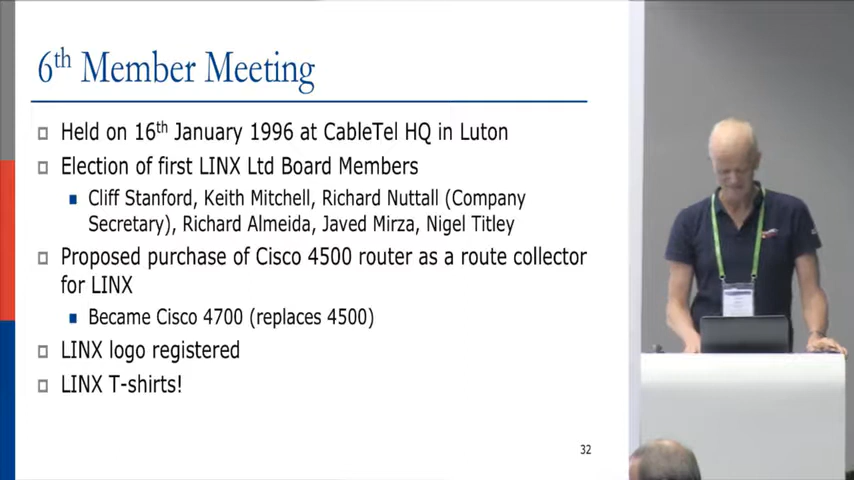 6th Member Meeting
Held on 16th January 1996 at CableTel HQ in Luton
Election of first LINX Ltd Board Members
Cliff Stanford, Keith Mitchell, Richard Nuttall (Company
Secretary), Richard Almeida, Javed Mirza, Nigel Titley
Proposed purchase of Cisco 4500 router as a route collector
for LINX
Became Cisco 4700 (replaces 4500)
LINX logo registered
LINX T-shirts!
32